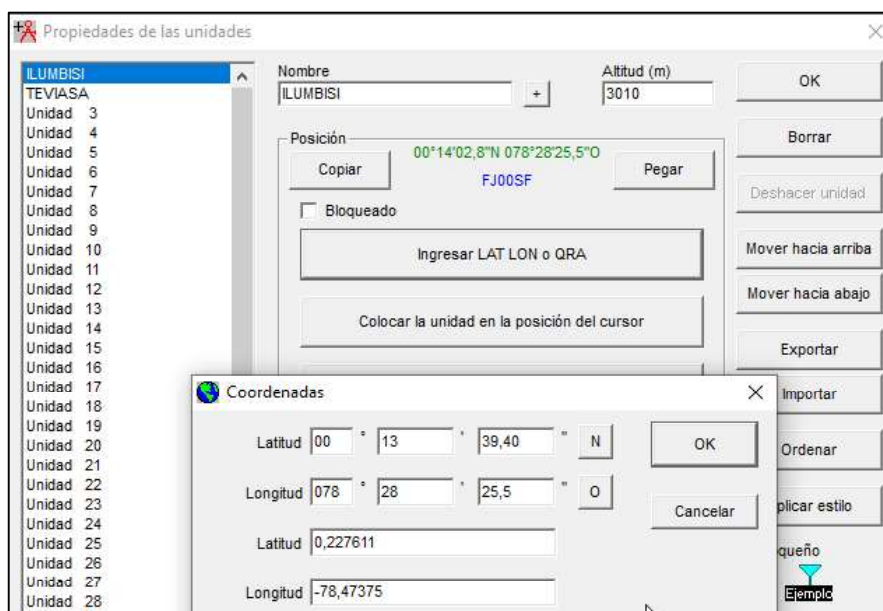 Propiedades de las unidades
ILUMBISI
TEVIASA
Unidad 3
Unidad 4
Unidad 5
Unidad 6
Unidad 7
Unidad 8
Unidad 9
Unidad 10
Unidad 11
Unidad 12
Unidad 13
Unidad 14
Unidad 15
Unidad 16
Unidad 17
Unidad 18
Unidad 19
Unidad 20
Unidad 21
Unidad 22
Unidad 23
Unidad 24
Unidad 25
Unidad 26
Unidad 27
Unidad 28
Nombre
ILUMBISI
+
Altitud (m)
3010
Posición
Copiar
00°14'02,8"N 078°28'25,5"O
FJ00SF
Pegar
Bloqueado
Ingresar LAT LON o QRA
Colocar la unidad en la posición del cursor
OK
Borrar
Deshacer unidad
Mover hacia arriba
Mover hacia abajo
Exportar
Importar
Ordenar
plicar estilo
queño
Ejemplo
Coordenadas
Latitud 00 ° 13 ' 39,40 " N
Longitud 078 ° 28 ' 25,5 " O
Latitud 0,227611
Longitud -78,47375
OK
Cancelar